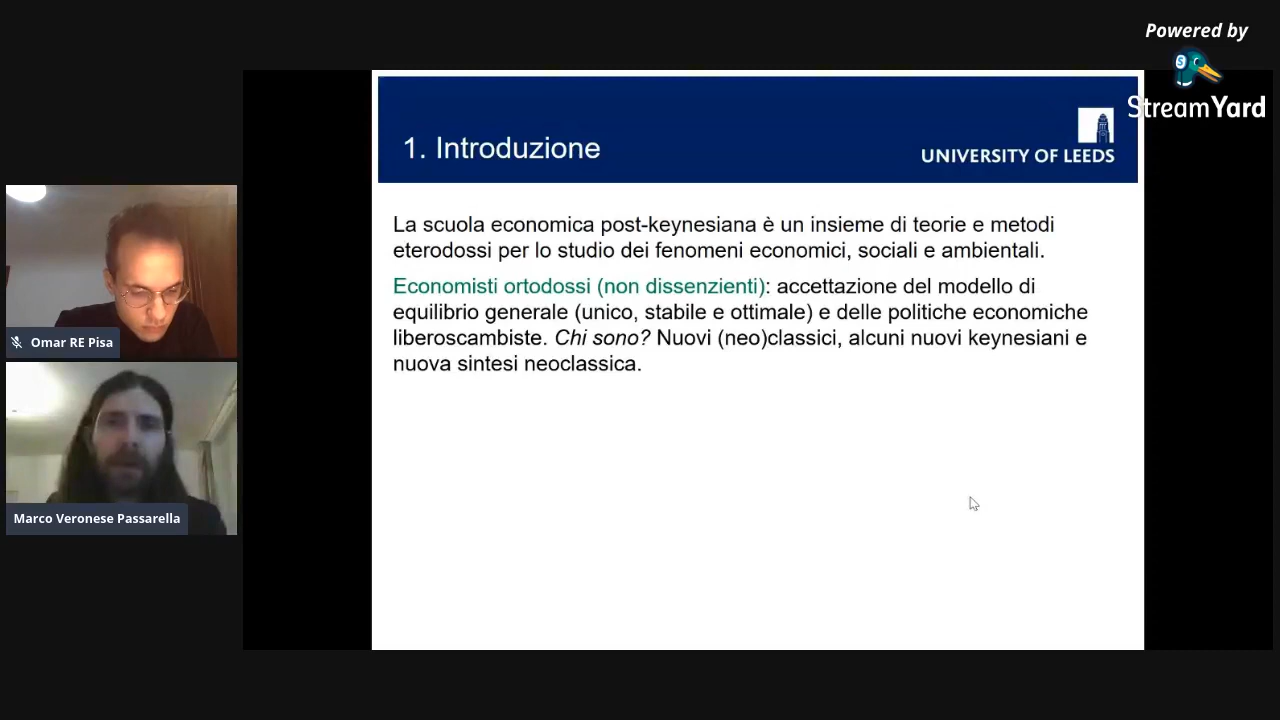 Powered by
StreamYard
1. Introduzione
UNIVERSITY OF LEEDS
La scuola economica post-keynesiana è un insieme di teorie e metodi
eterodossi per lo studio dei fenomeni economici, sociali e ambientali.
Economisti ortodossi (non dissenzienti): accettazione del modello di
equilibrio generale (unico, stabile e ottimale) e delle politiche economiche
liberoscambiste. Chi sono? Nuovi (neo)classici, alcuni nuovi keynesiani e
nuova sintesi neoclassica.
Omar RE Pisa
Marco Veronese Passarella